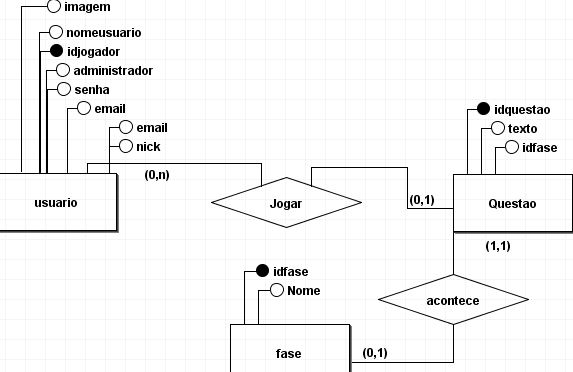 imagem
nomeusuario
idjogador
administrador
senha
email
email
nick
(0,n)
usuario
Jogar
(0,1)
idquestao
texto
idfase
Questao
(1,1)
acontece
idfase
Nome
fase
(0,1)